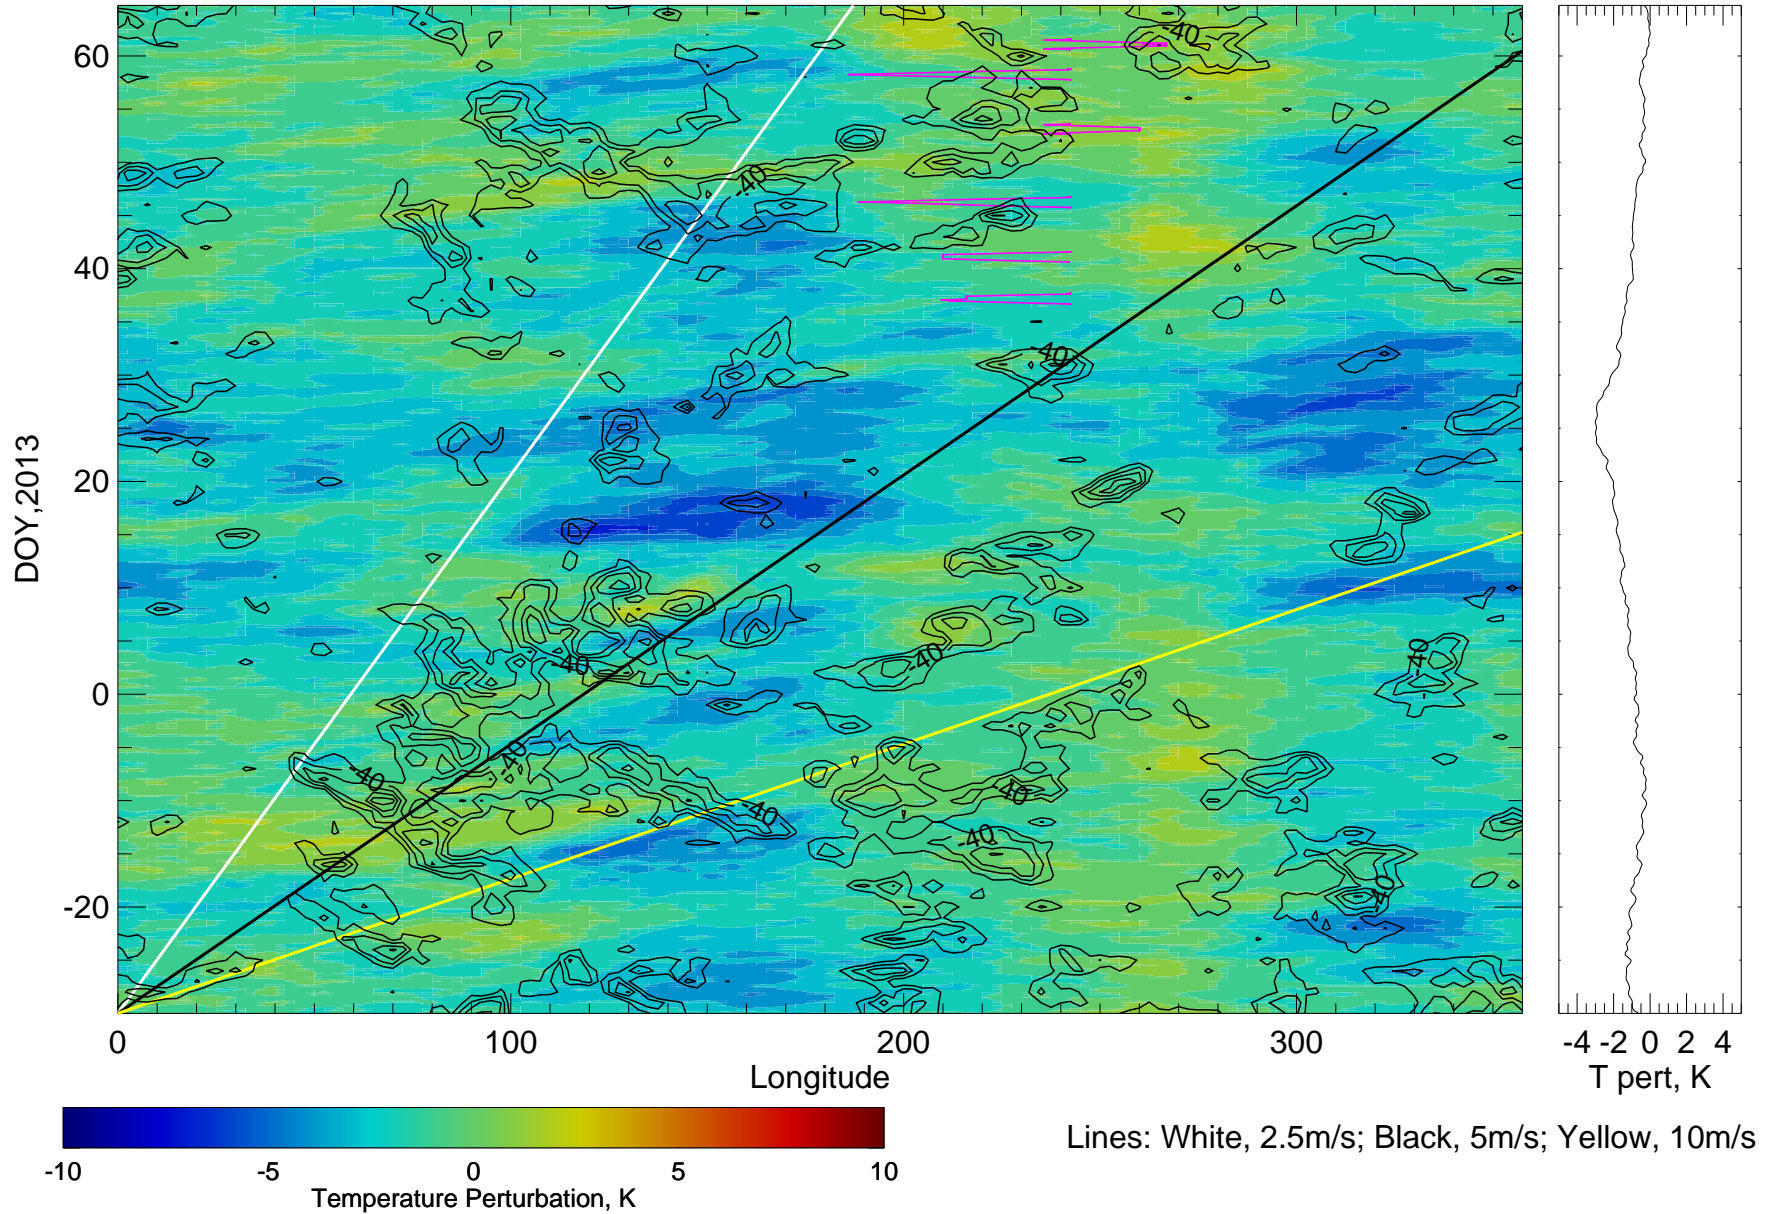 60
40
20
0
-20
DOY,2013
-40
-40
-40
-40
-40
-40
-40
-40
-40
-40
-40
-40
0 100 200 300
Longitude
-4 -2 0 2 4
T pert, K
-10 -5 0 5 10
Temperature Perturbation, K
Lines: White, 2.5m/s; Black, 5m/s; Yellow, 10m/s